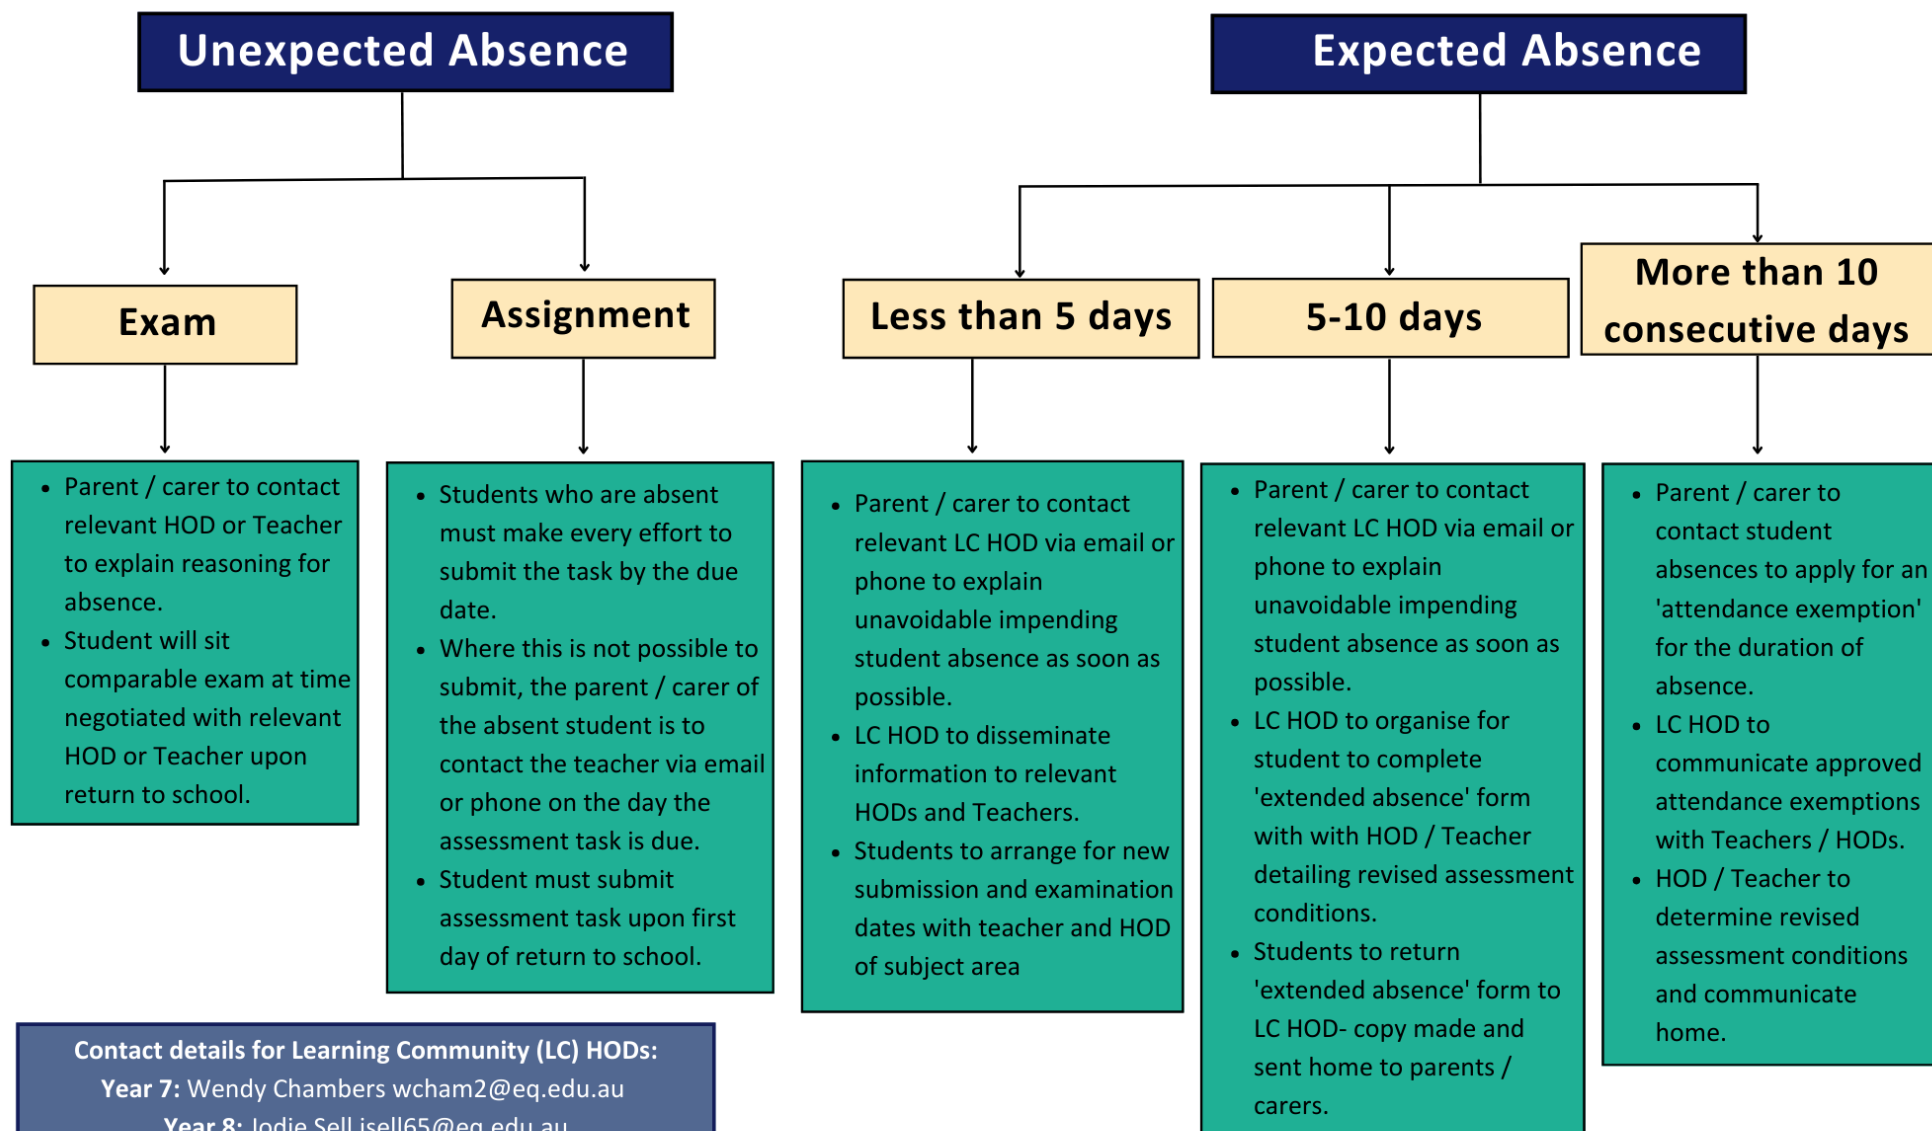 Unexpected Absence
Expected Absence
Exam
Assignment
Less than 5 days
5-10 days
More than 10
consecutive days
• Parent / carer to contact
relevant HOD or Teacher
to explain reasoning for
absence.
• Student will sit
comparable exam at time
negotiated with relevant
HOD or Teacher upon
return to school.
• Students who are absent
must make every effort to
submit the task by the due
date.
• Where this is not possible to
submit, the parent / carer of
the absent student is to
contact the teacher via email
or phone on the day the
assessment task is due.
• Student must submit
assessment task upon first
day of return to school.
• Parent / carer to contact
relevant LC HOD via email or
phone to explain
unavoidable impending
student absence as soon as
possible.
• LC HOD to disseminate
information to relevant
HODs and Teachers.
• Students to arrange for new
submission and examination
dates with teacher and HOD
of subject area
• Parent / carer to contact
relevant LC HOD via email or
phone to explain
unavoidable impending
student absence as soon as
possible.
• LC HOD to organise for
student to complete
'extended absence' form
with with HOD / Teacher
detailing revised assessment
conditions.
• Students to return
'extended absence' form to
LC HOD- copy made and
sent home to parents /
carers.
• Parent / carer to
contact student
absences to apply for an
'attendance exemption'
for the duration of
absence.
• LC HOD to
communicate approved
attendance exemptions
with Teachers / HODs.
• HOD / Teacher to
determine revised
assessment conditions
and communicate
home.
Contact details for Learning Community (LC) HODs:
Year 7: Wendy Chambers wcham2@eq.edu.au
Year 8: Jodie Sell jsell65@eq.edu.au